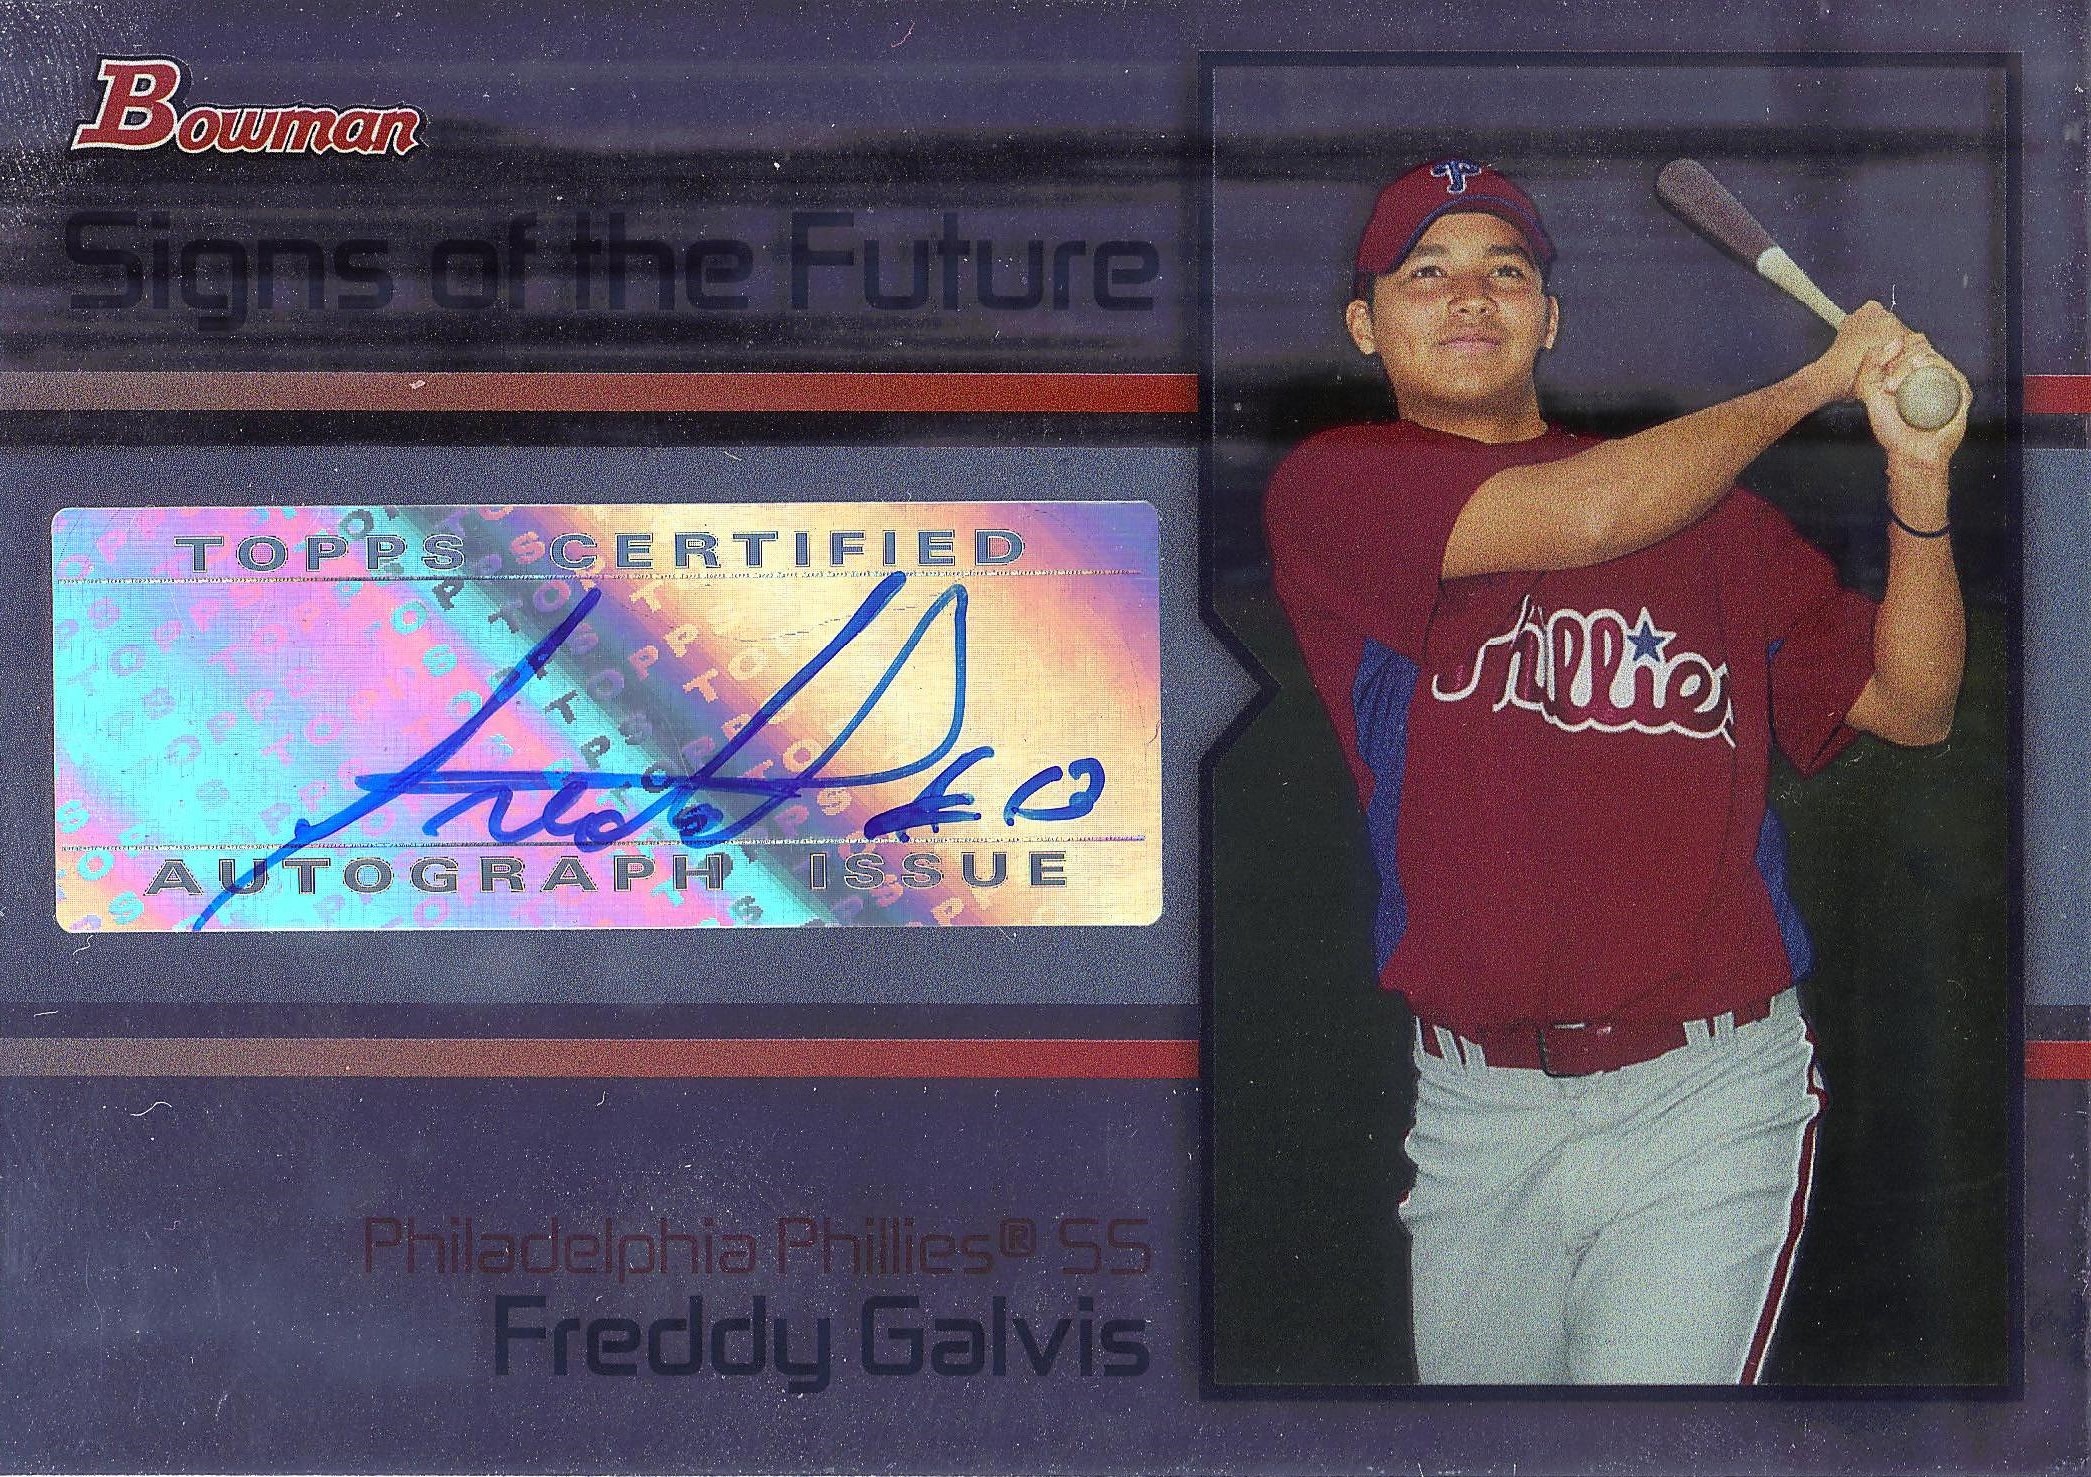 Bowman
Signs of the Future
TOPPS CERTIFIED
AUTOGRAPH ISSUE
Phillies
Philadelphia Phillies® SS
Freddy Galvis